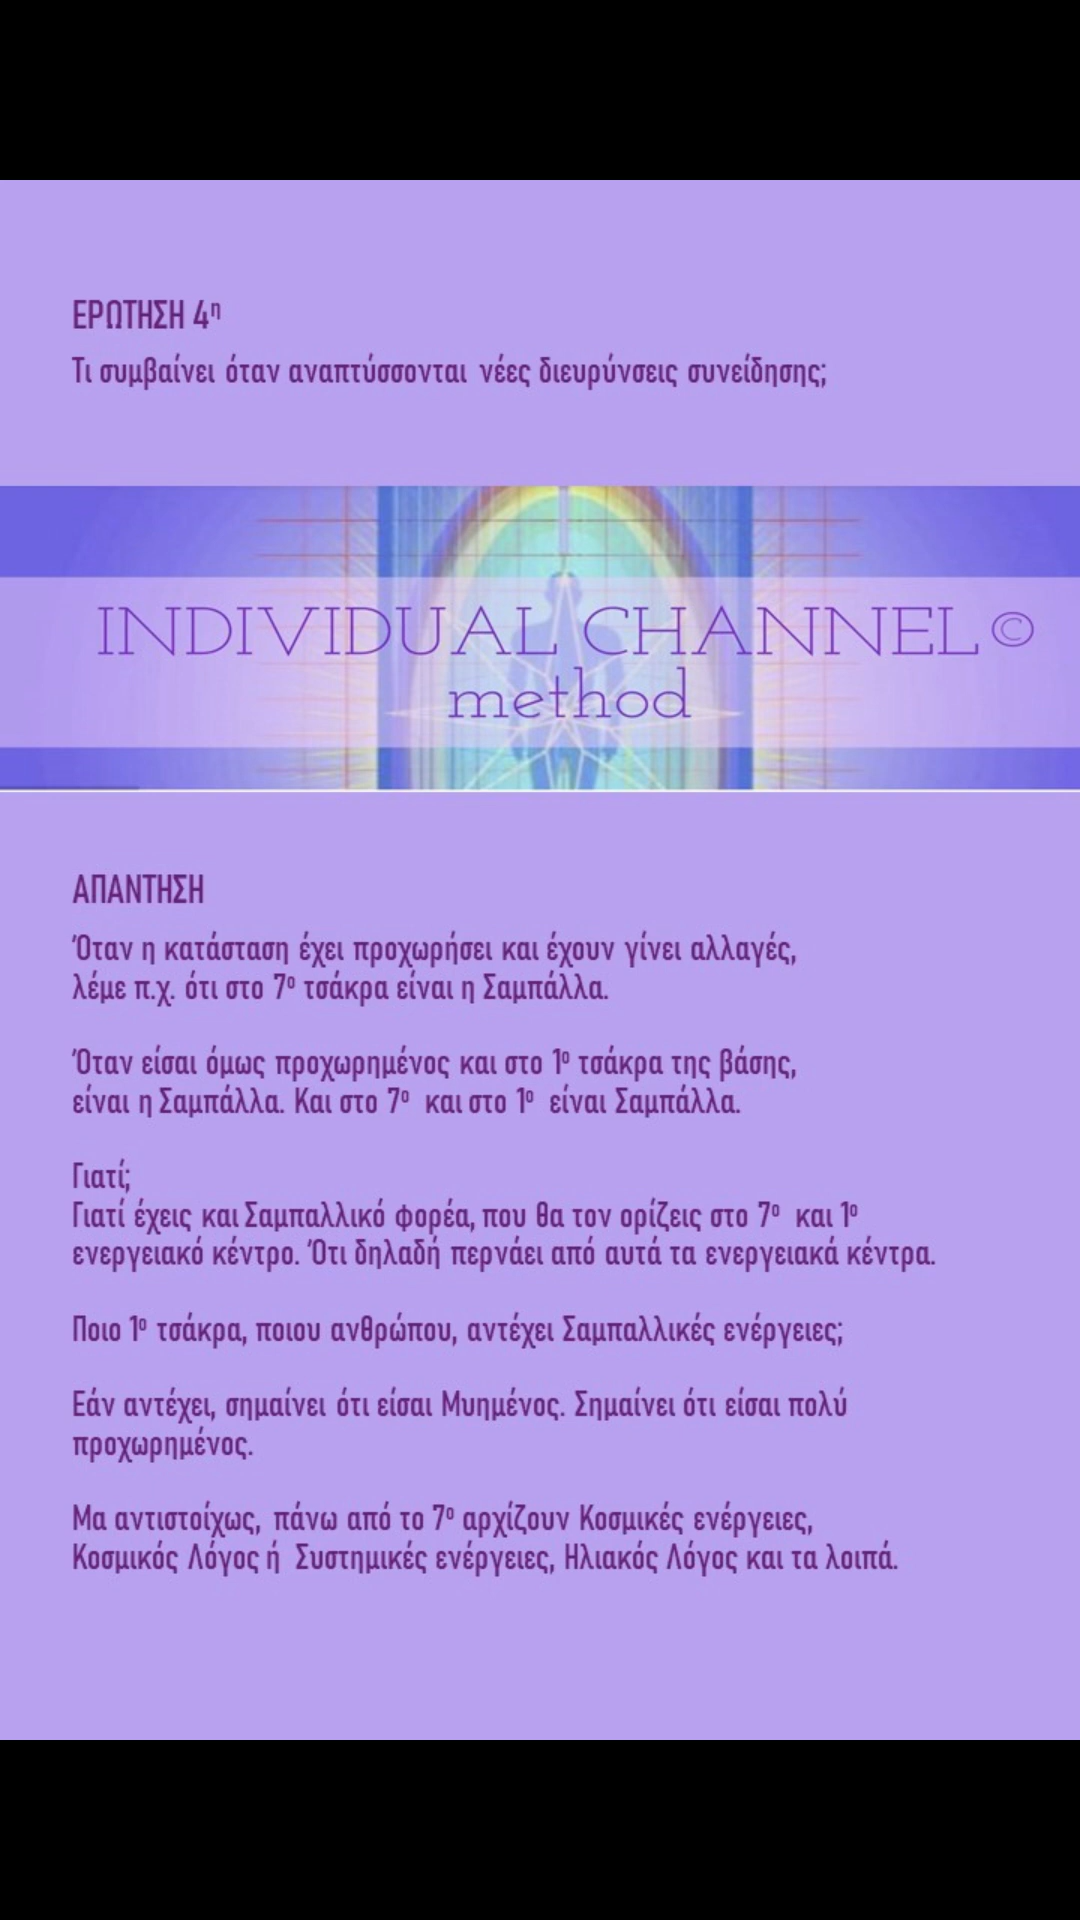 ΕΡΩΤΗΣΗ 4η
Τι συμβαίνει όταν αναπτύσσονται νέες διευρύνσεις συνείδησης;
INDIVIDUAL CHANNEL©
method
ΑΠΑΝΤΗΣΗ
Όταν η κατάσταση έχει προχωρήσει και έχουν γίνει αλλαγές,
λέμε π.χ. ότι στο 7ο τσάκρα είναι η Σαμπάλλα.
Όταν είσαι όμως προχωρημένος και στο 1ο τσάκρα της βάσης,
είναι η Σαμπάλλα. Και στο 7ο και στο 1ο είναι Σαμπάλλα.
Γιατί;
Γιατί έχεις και Σαμπαλλικό φορέα, που θα τον ορίζεις στο 7ο και 1ο
ενεργειακό κέντρο. Ότι δηλαδή περνάει από αυτά τα ενεργειακά κέντρα.
Ποιο 1ο τσάκρα, ποιου ανθρώπου, αντέχει Σαμπαλλικές ενέργειες;
Εάν αντέχει, σημαίνει ότι είσαι Μυημένος. Σημαίνει ότι είσαι πολύ
προχωρημένος.
Μα αντιστοίχως, πάνω από το 7ο αρχίζουν Κοσμικές ενέργειες,
Κοσμικός Λόγος ή Συστημικές ενέργειες, Ηλιακός Λόγος και τα λοιπά.